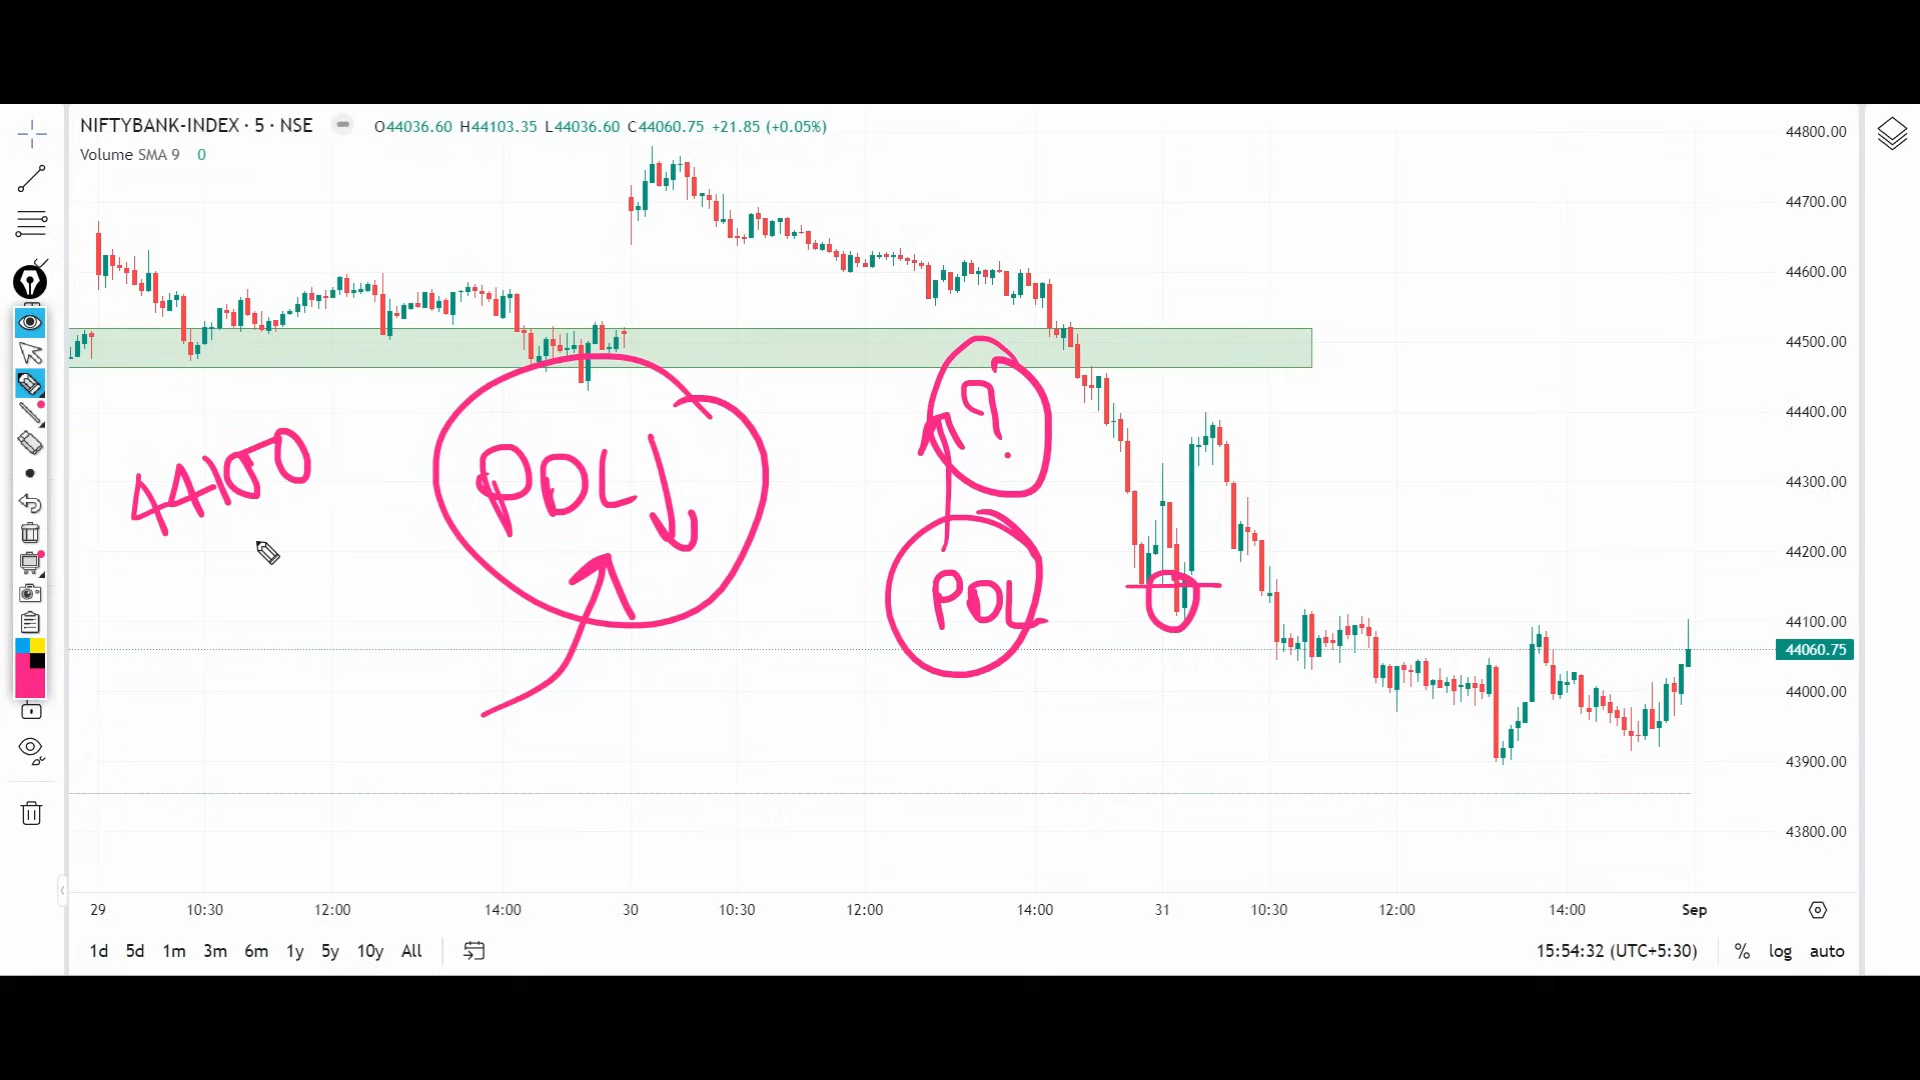 NIFTYBANK-INDEX · 5 · NSE O44036.60 H44103.35 L44036.60 C44060.75 +21.85 (+0.05%)
Volume SMA 9 0
44800.00
44700.00
44600.00
44500.00
44400.00
44300.00
44200.00
44100.00
44060.75
44000.00
43900.00
43800.00
44100
PDL
?
PDL
29 10:30 12:00 14:00 30 10:30 12:00 14:00 31 10:30 12:00 14:00 Sep
1d 5d 1m 3m 6m 1y 5y 10y All 15:54:32 (UTC+5:30) % log auto